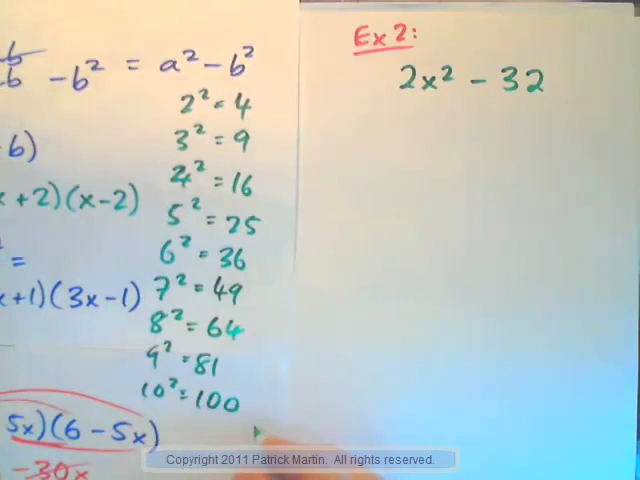 b
b - b² = a² - b²
2² = 4
- b)
3² = 9
4² = 16
x + 2)(x - 2)
5² = 25
6² = 36
² =
7² = 49
x + 1)(3x - 1)
8² = 64
9² = 81
10² = 100
5x)(6 - 5x)
- 30x
Ex 2:
2x² - 32
Copyright 2011 Patrick Martin. All rights reserved.